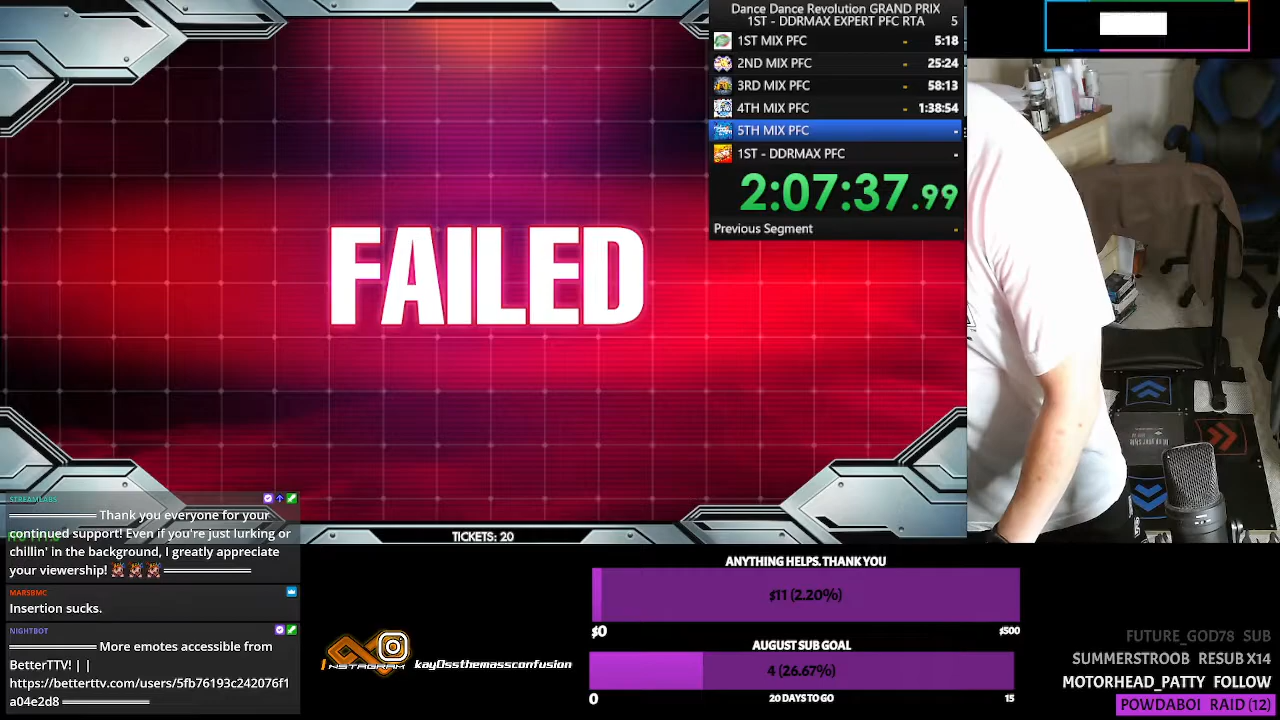 Dance Dance Revolution GRAND PRIX
1ST - DDRMAX EXPERT PFC RTA 5
1ST MIX PFC - 5:18
2ND MIX PFC - 25:24
3RD MIX PFC - 58:13
4TH MIX PFC - 1:38:54
5TH MIX PFC -
1ST - DDRMAX PFC -
2:07:37.99
Previous Segment -
FAILED
TICKETS: 20
STREAMLABS
Thank you everyone for your
continued support! Even if you're just lurking or
chillin' in the background, I greatly appreciate
your viewership!
MARSBMC
Insertion sucks.
NIGHTBOT
More emotes accessible from
BetterTTV! | |
https://betterttv.com/users/5fb76193c242076f1
a04e2d8
INSTAGRAM
kay0ssthemassconfusion
ANYTHING HELPS. THANK YOU
$11 (2.20%)
$0 $500
AUGUST SUB GOAL
4 (26.67%)
0 20 DAYS TO GO 15
FUTURE_GOD78 SUB
SUMMERSTROOB RESUB X14
MOTORHEAD_PATTY FOLLOW
POWDABOI RAID (12)